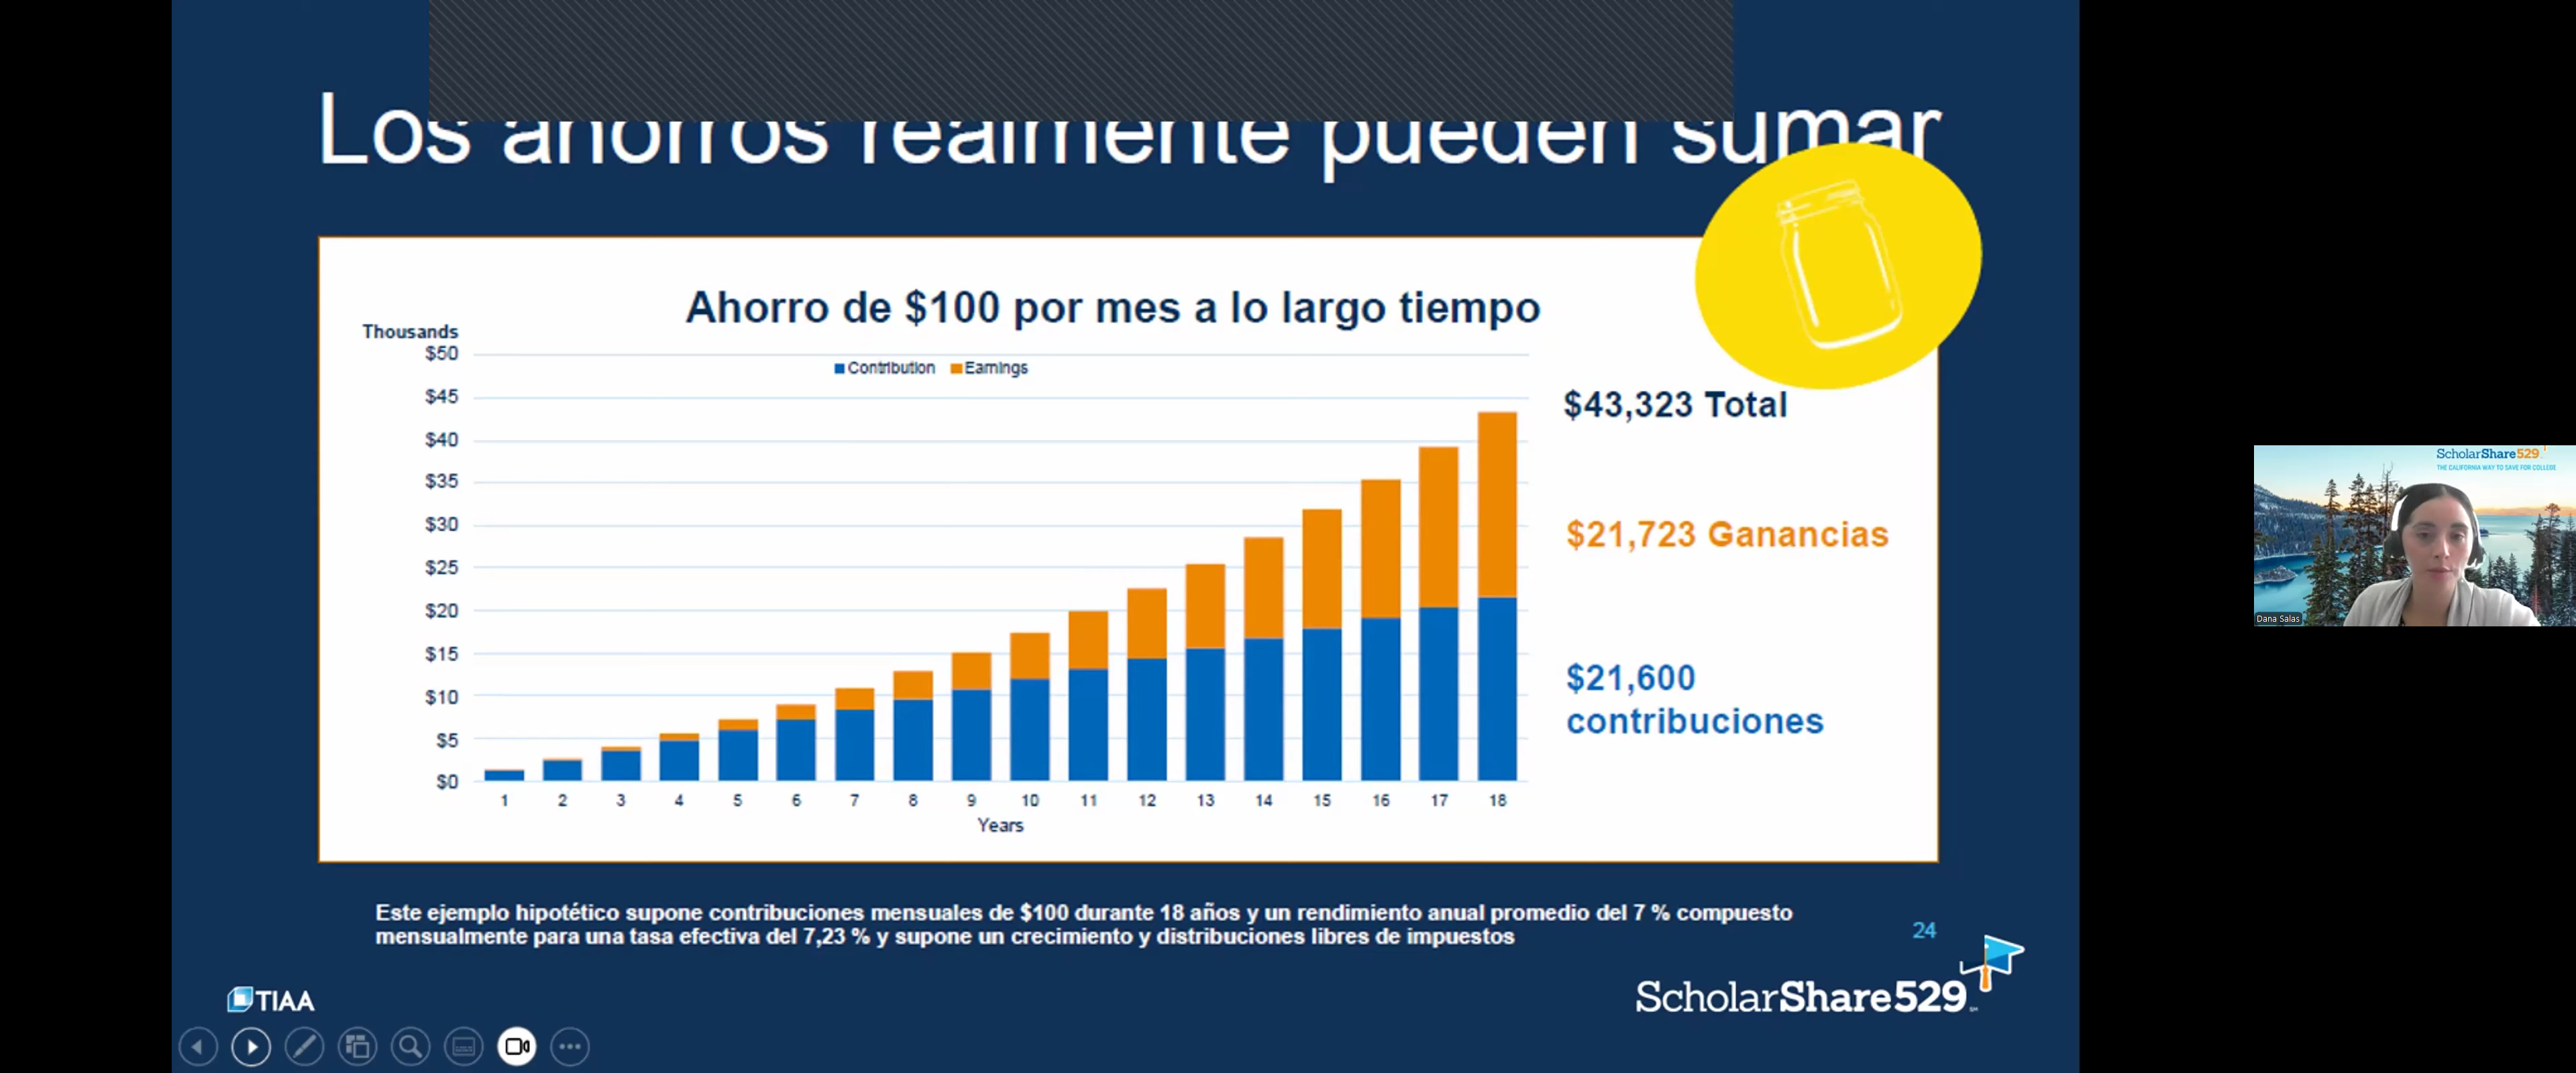 Los ahorros realmente pueden sumar
Ahorro de $100 por mes a lo largo tiempo
Thousands
$50
Contribution Earnings
$45
$40
$35
$30
$25
$20
$15
$10
$5
$0
1 2 3 4 5 6 7 8 9 10 11 12 13 14 15 16 17 18
Years
$43,323 Total
$21,723 Ganancias
$21,600
contribuciones
Este ejemplo hipotético supone contribuciones mensuales de $100 durante 18 años y un rendimiento anual promedio del 7 % compuesto
mensualmente para una tasa efectiva del 7,23 % y supone un crecimiento y distribuciones libres de impuestos
24
TIAA
ScholarShare529
ScholarShare529
THE CALIFORNIA WAY TO SAVE FOR COLLEGE
Dana Salas